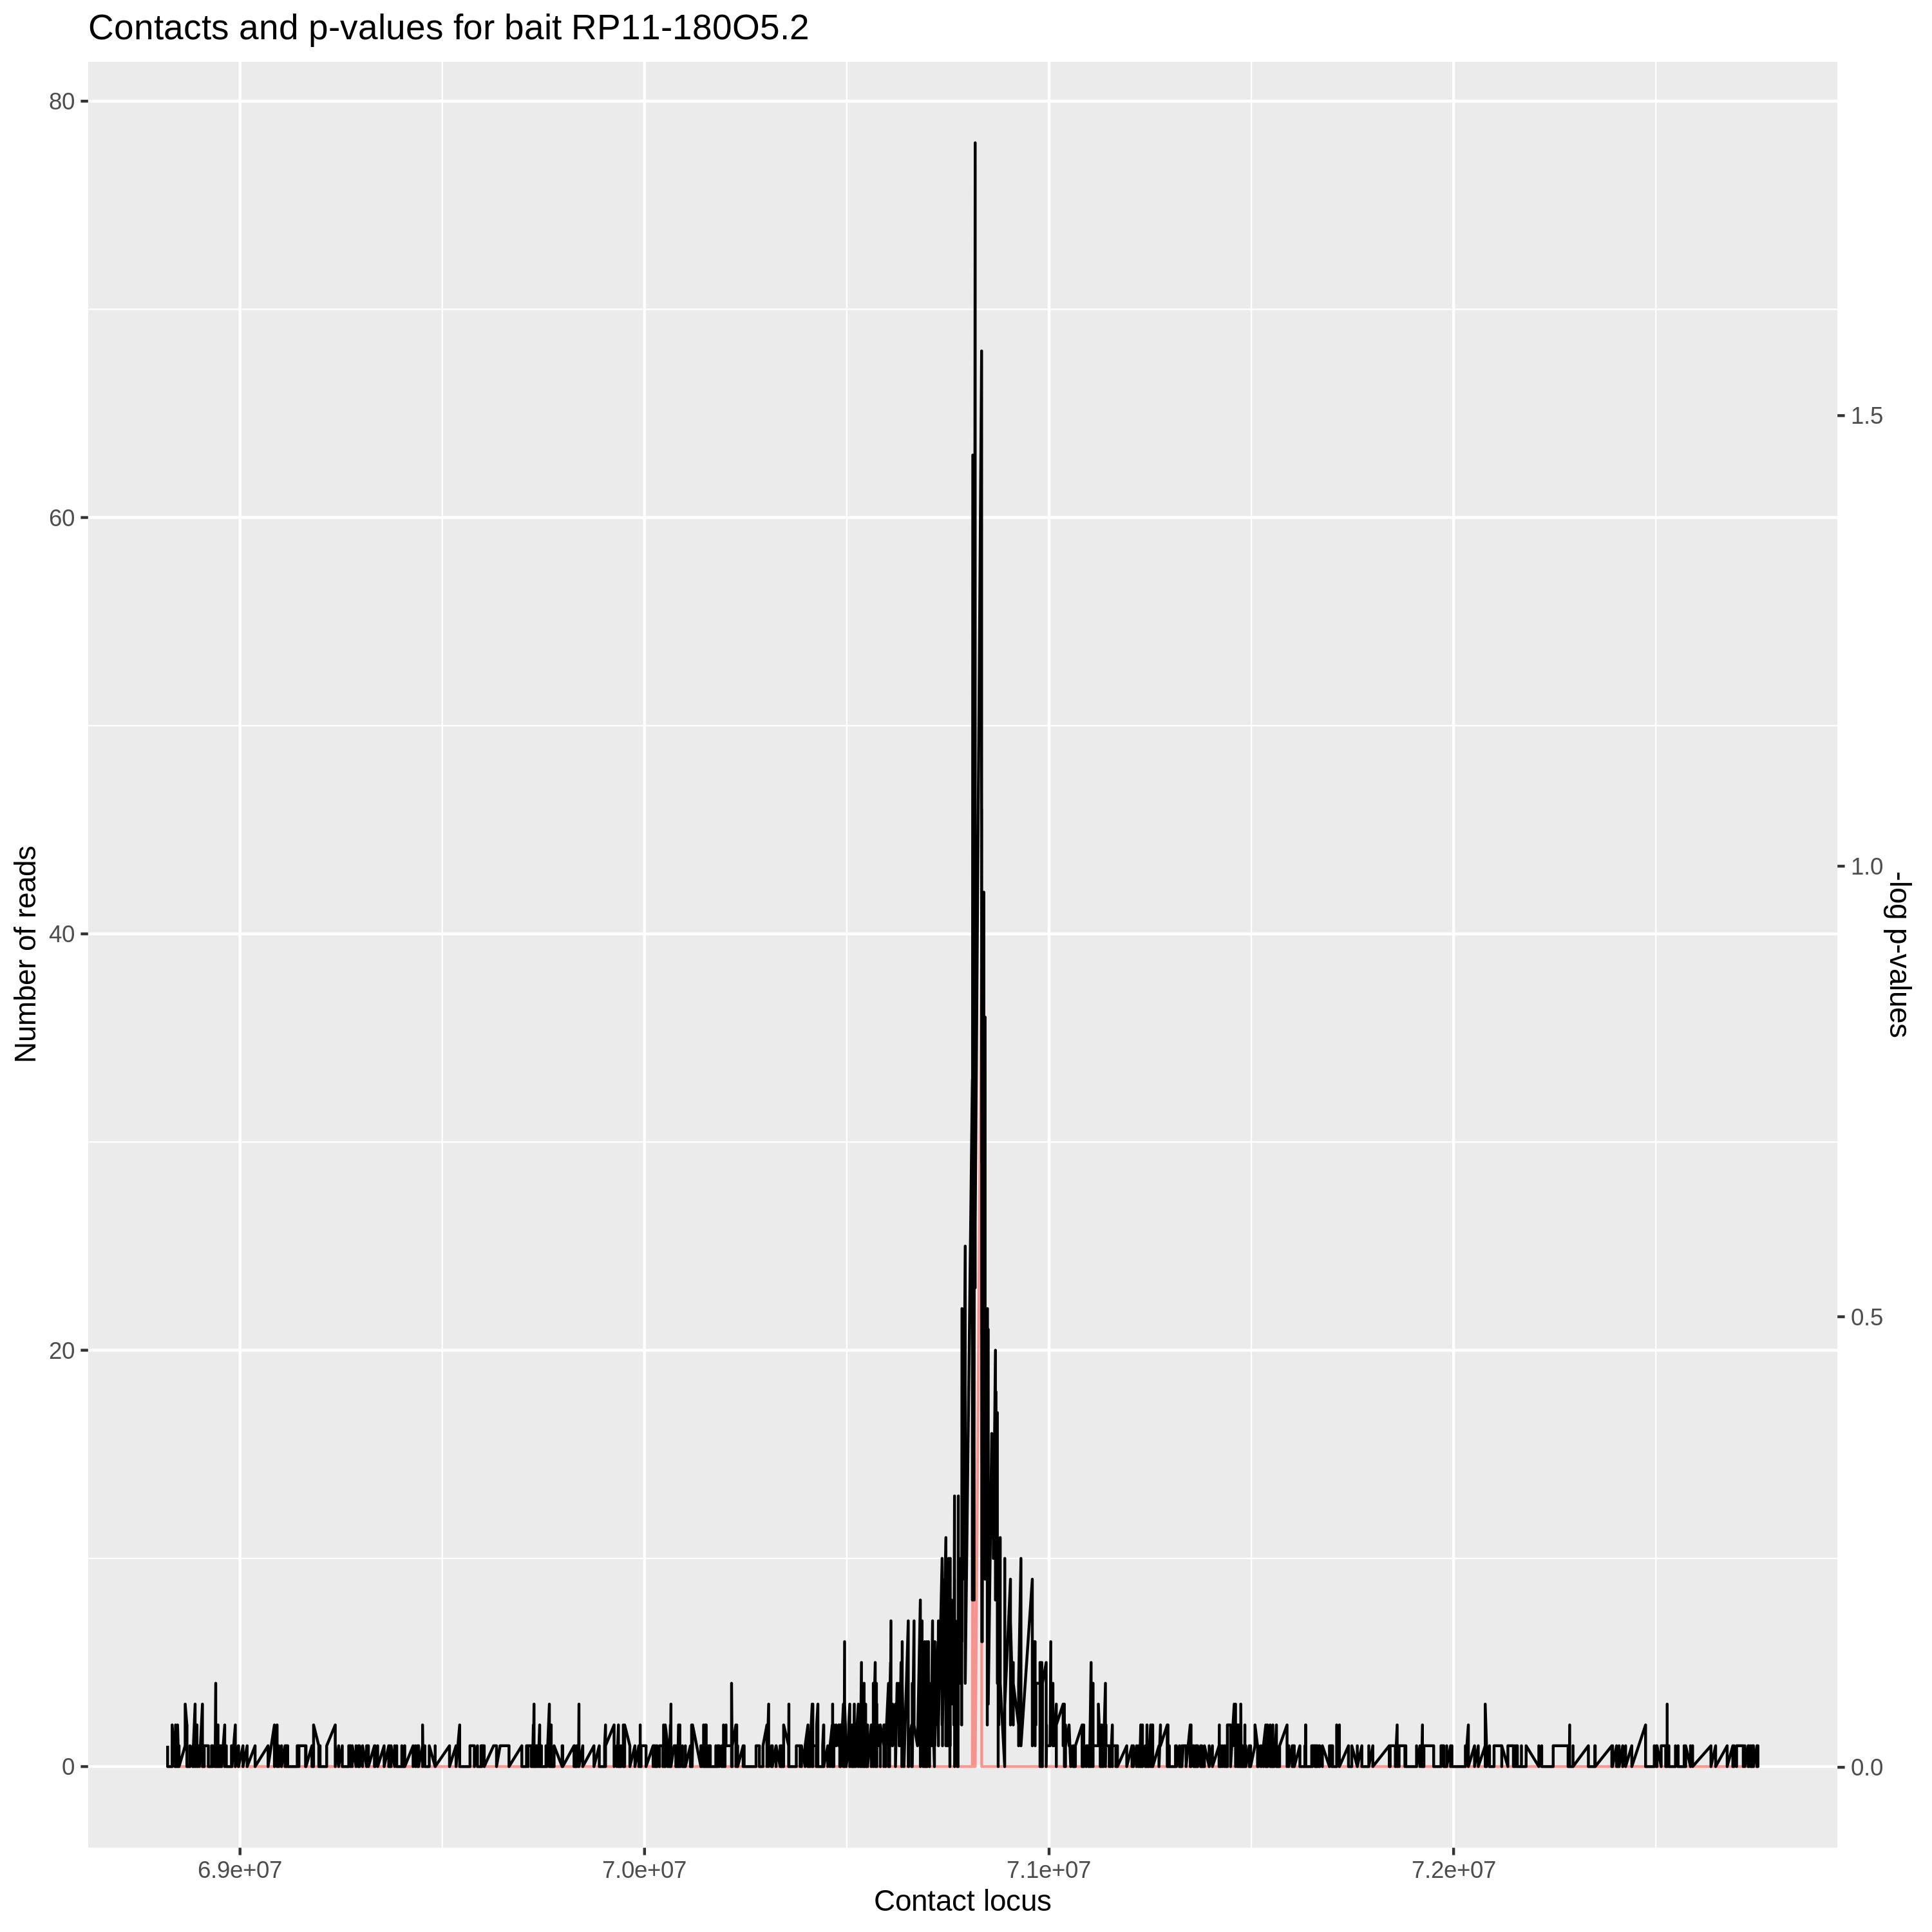 Contacts and p-values for bait RP11-180O5.2
80
60
40
20
0
Number of reads
1.5
1.0
0.5
0.0
-log p-values
6.9e+07
7.0e+07
7.1e+07
7.2e+07
Contact locus